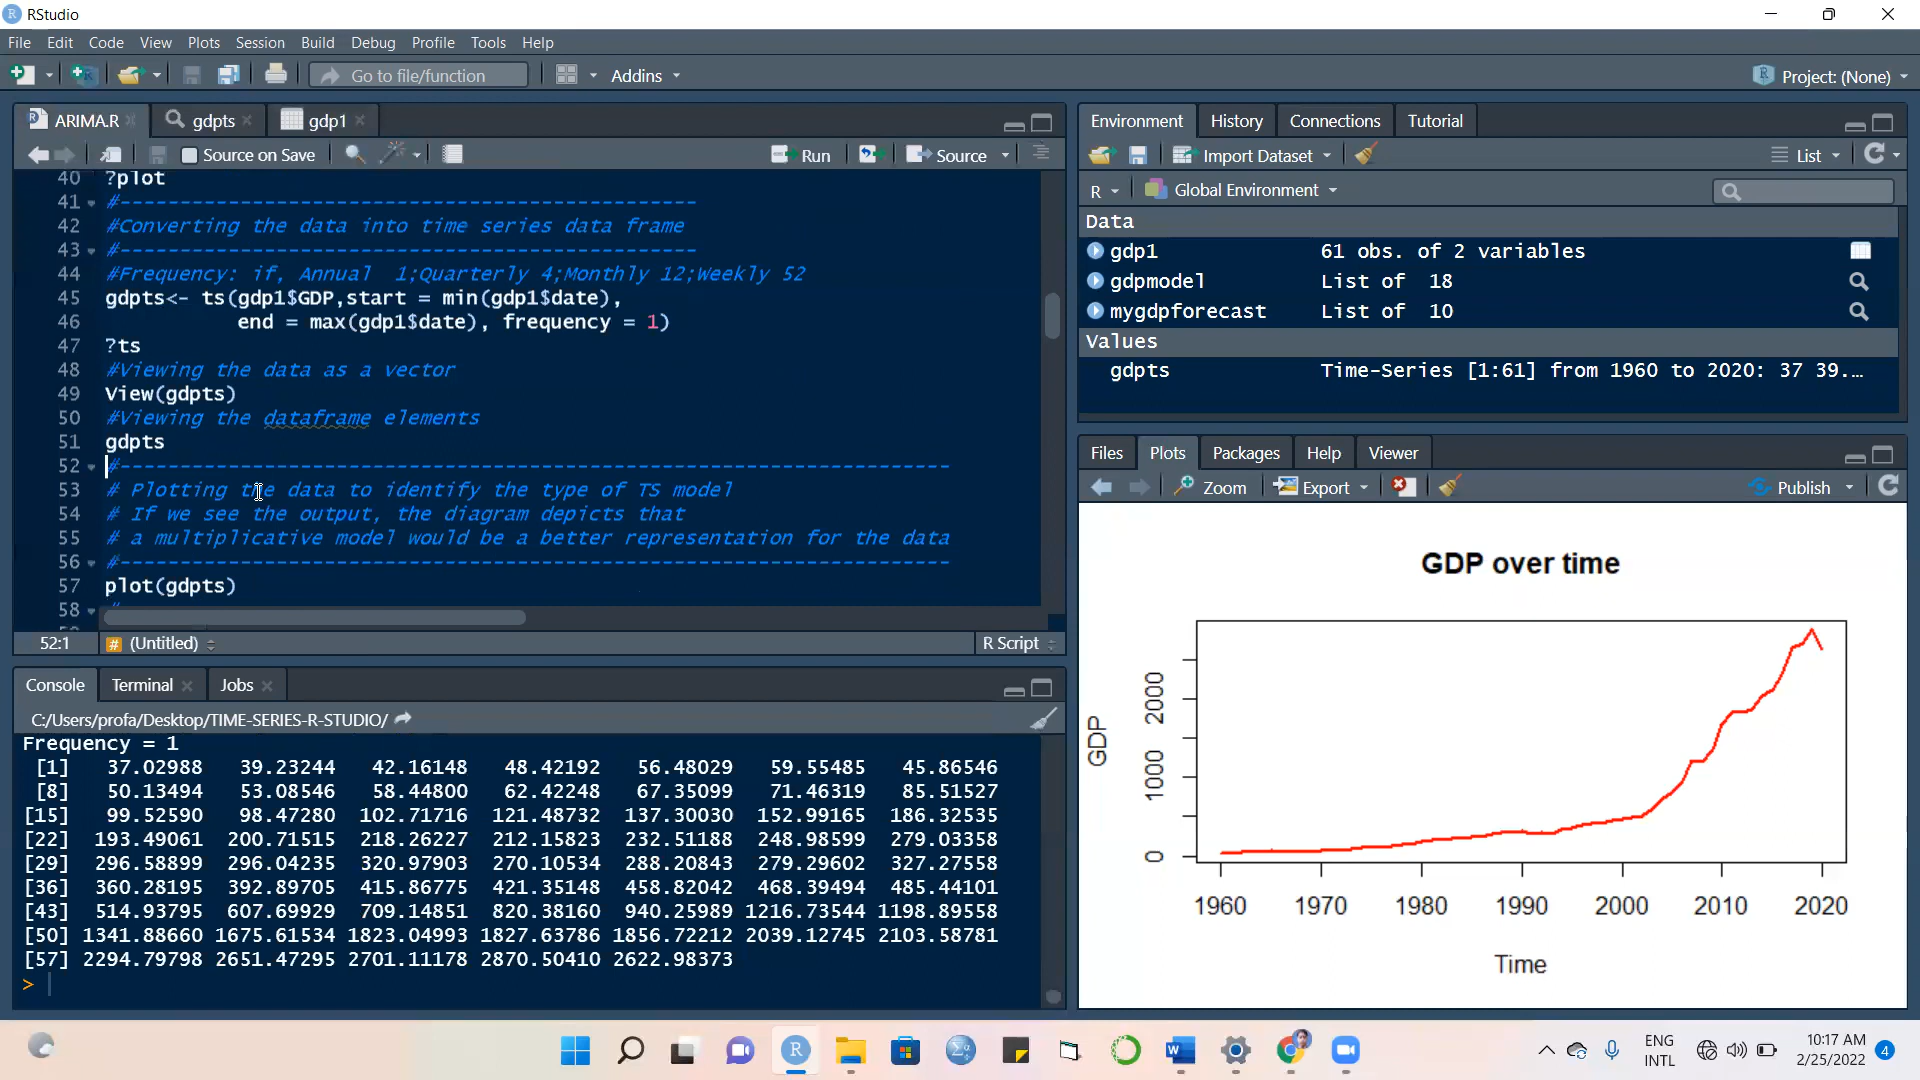 RStudio
File Edit Code View Plots Session Build Debug Profile Tools Help
Go to file/function
Addins
Project: (None)
ARIMA.R
gdpts
gdp1
Source on Save
Run
Source
40 ?plot
41 #------------------------------------------------
42 #Converting the data into time series data frame
43 #------------------------------------------------
44 #Frequency: if, Annual 1;Quarterly 4;Monthly 12;Weekly 52
45 gdpts<- ts(gdp1$GDP,start = min(gdp1$date),
46 end = max(gdp1$date), frequency = 1)
47 ?ts
48 #Viewing the data as a vector
49 View(gdpts)
50 #Viewing the dataframe elements
51 gdpts
52 #---------------------------------------------------------------------
53 # Plotting the data to identify the type of TS model
54 # If we see the output, the diagram depicts that
55 # a multiplicative model would be a better representation for the data
56 #---------------------------------------------------------------------
57 plot(gdpts)
58
52:1
# (Untitled)
R Script
Console
Terminal
Jobs
C:/Users/profa/Desktop/TIME-SERIES-R-STUDIO/
Frequency = 1
[1] 37.02988 39.23244 42.16148 48.42192 56.48029 59.55485 45.86546
[8] 50.13494 53.08546 58.44800 62.42248 67.35099 71.46319 85.51527
[15] 99.52590 98.47280 102.71716 121.48732 137.30030 152.99165 186.32535
[22] 193.49061 200.71515 218.26227 212.15823 232.51188 248.98599 279.03358
[29] 296.58899 296.04235 320.97903 270.10534 288.20843 279.29602 327.27558
[36] 360.28195 392.89705 415.86775 421.35148 458.82042 468.39494 485.44101
[43] 514.93795 607.69929 709.14851 820.38160 940.25989 1216.73544 1198.89558
[50] 1341.88660 1675.61534 1823.04993 1827.63786 1856.72212 2039.12745 2103.58781
[57] 2294.79798 2651.47295 2701.11178 2870.50410 2622.98373
>
Environment
History
Connections
Tutorial
Import Dataset
List
R
Global Environment
Data
gdp1 61 obs. of 2 variables
gdpmodel List of 18
mygdpforecast List of 10
Values
gdpts Time-Series [1:61] from 1960 to 2020: 37 39.…
Files
Plots
Packages
Help
Viewer
Zoom
Export
Publish
GDP over time
GDP
0 1000 2000
1960 1970 1980 1990 2000 2010 2020
Time
ENG
INTL
10:17 AM
2/25/2022
4